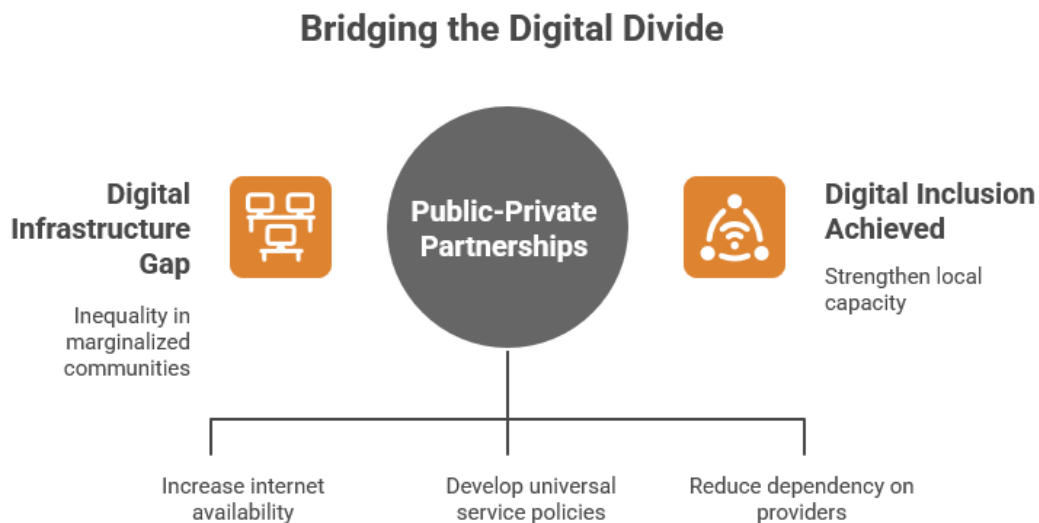 Bridging the Digital Divide
Digital
Infrastructure
Gap
Inequality in
marginalized
communities
Public-Private
Partnerships
Digital Inclusion
Achieved
Strengthen local
capacity
Increase internet
availability
Develop universal
service policies
Reduce dependency on
providers